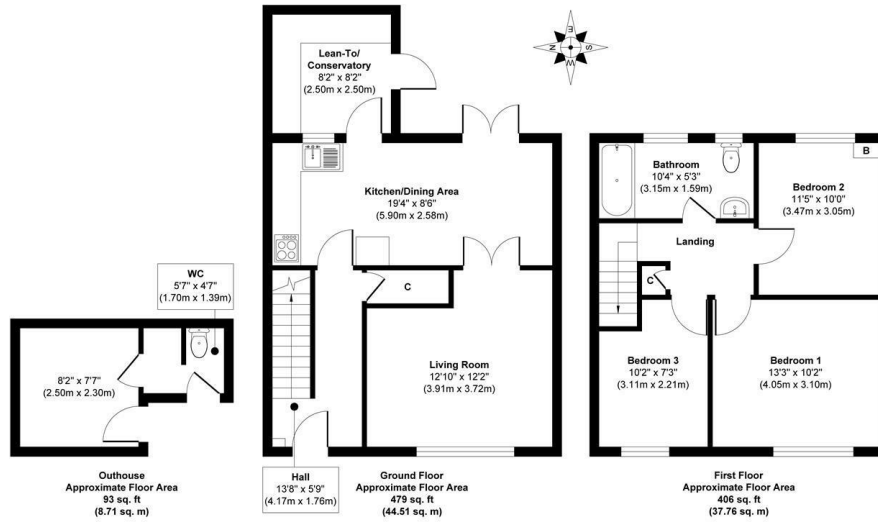 Lean-To/
Conservatory
8'2" x 8'2"
(2.50m x 2.50m)
E
N
S
W
Kitchen/Dining Area
19'4" x 8'6"
(5.90m x 2.58m)
Bathroom
10'4" x 5'3"
(3.15m x 1.59m)
B
Bedroom 2
11'5" x 10'0"
(3.47m x 3.05m)
Landing
C
C
WC
5'7" x 4'7"
(1.70m x 1.39m)
8'2" x 7'7"
(2.50m x 2.30m)
Living Room
12'10" x 12'2"
(3.91m x 3.72m)
Bedroom 3
10'2" x 7'3"
(3.11m x 2.21m)
Bedroom 1
13'3" x 10'2"
(4.05m x 3.10m)
Hall
13'8" x 5'9"
(4.17m x 1.76m)
Outhouse
Approximate Floor Area
93 sq. ft
(8.71 sq. m)
Ground Floor
Approximate Floor Area
479 sq. ft
(44.51 sq. m)
First Floor
Approximate Floor Area
406 sq. ft
(37.76 sq. m)